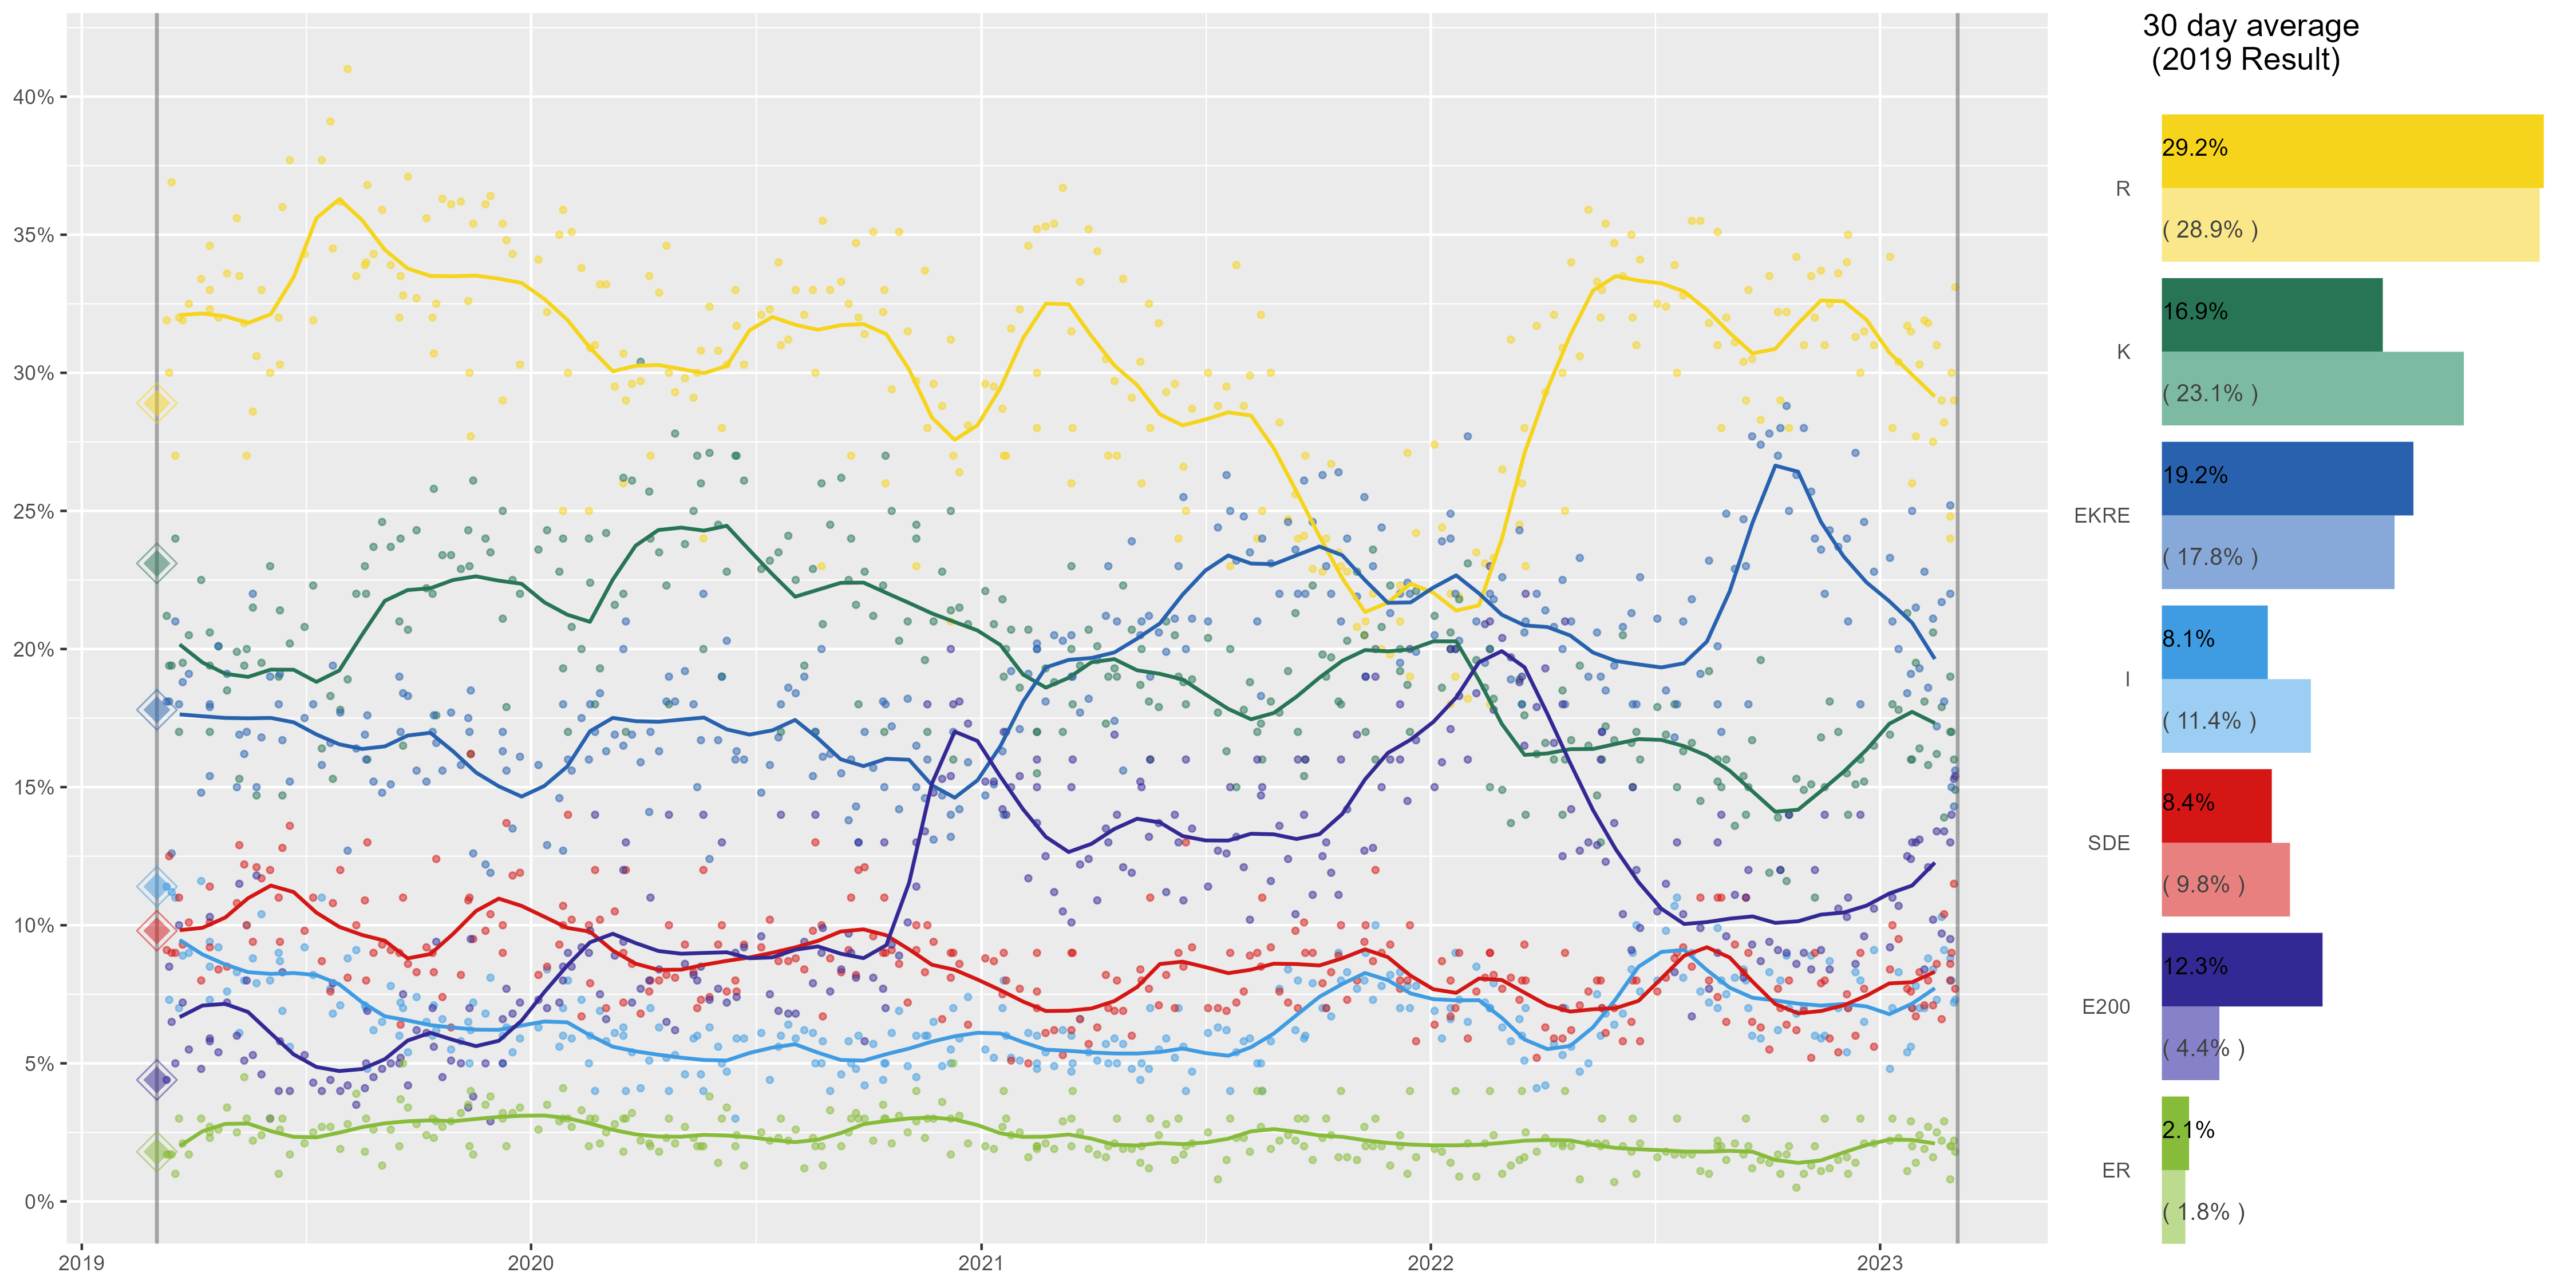 40%
35%
30%
25%
20%
15%
10%
5%
0%
2019
2020
2021
2022
2023
30 day average
(2019 Result)
R
29.2%
( 28.9% )
K
16.9%
( 23.1% )
EKRE
19.2%
( 17.8% )
I
8.1%
( 11.4% )
SDE
8.4%
( 9.8% )
E200
12.3%
( 4.4% )
ER
2.1%
( 1.8% )